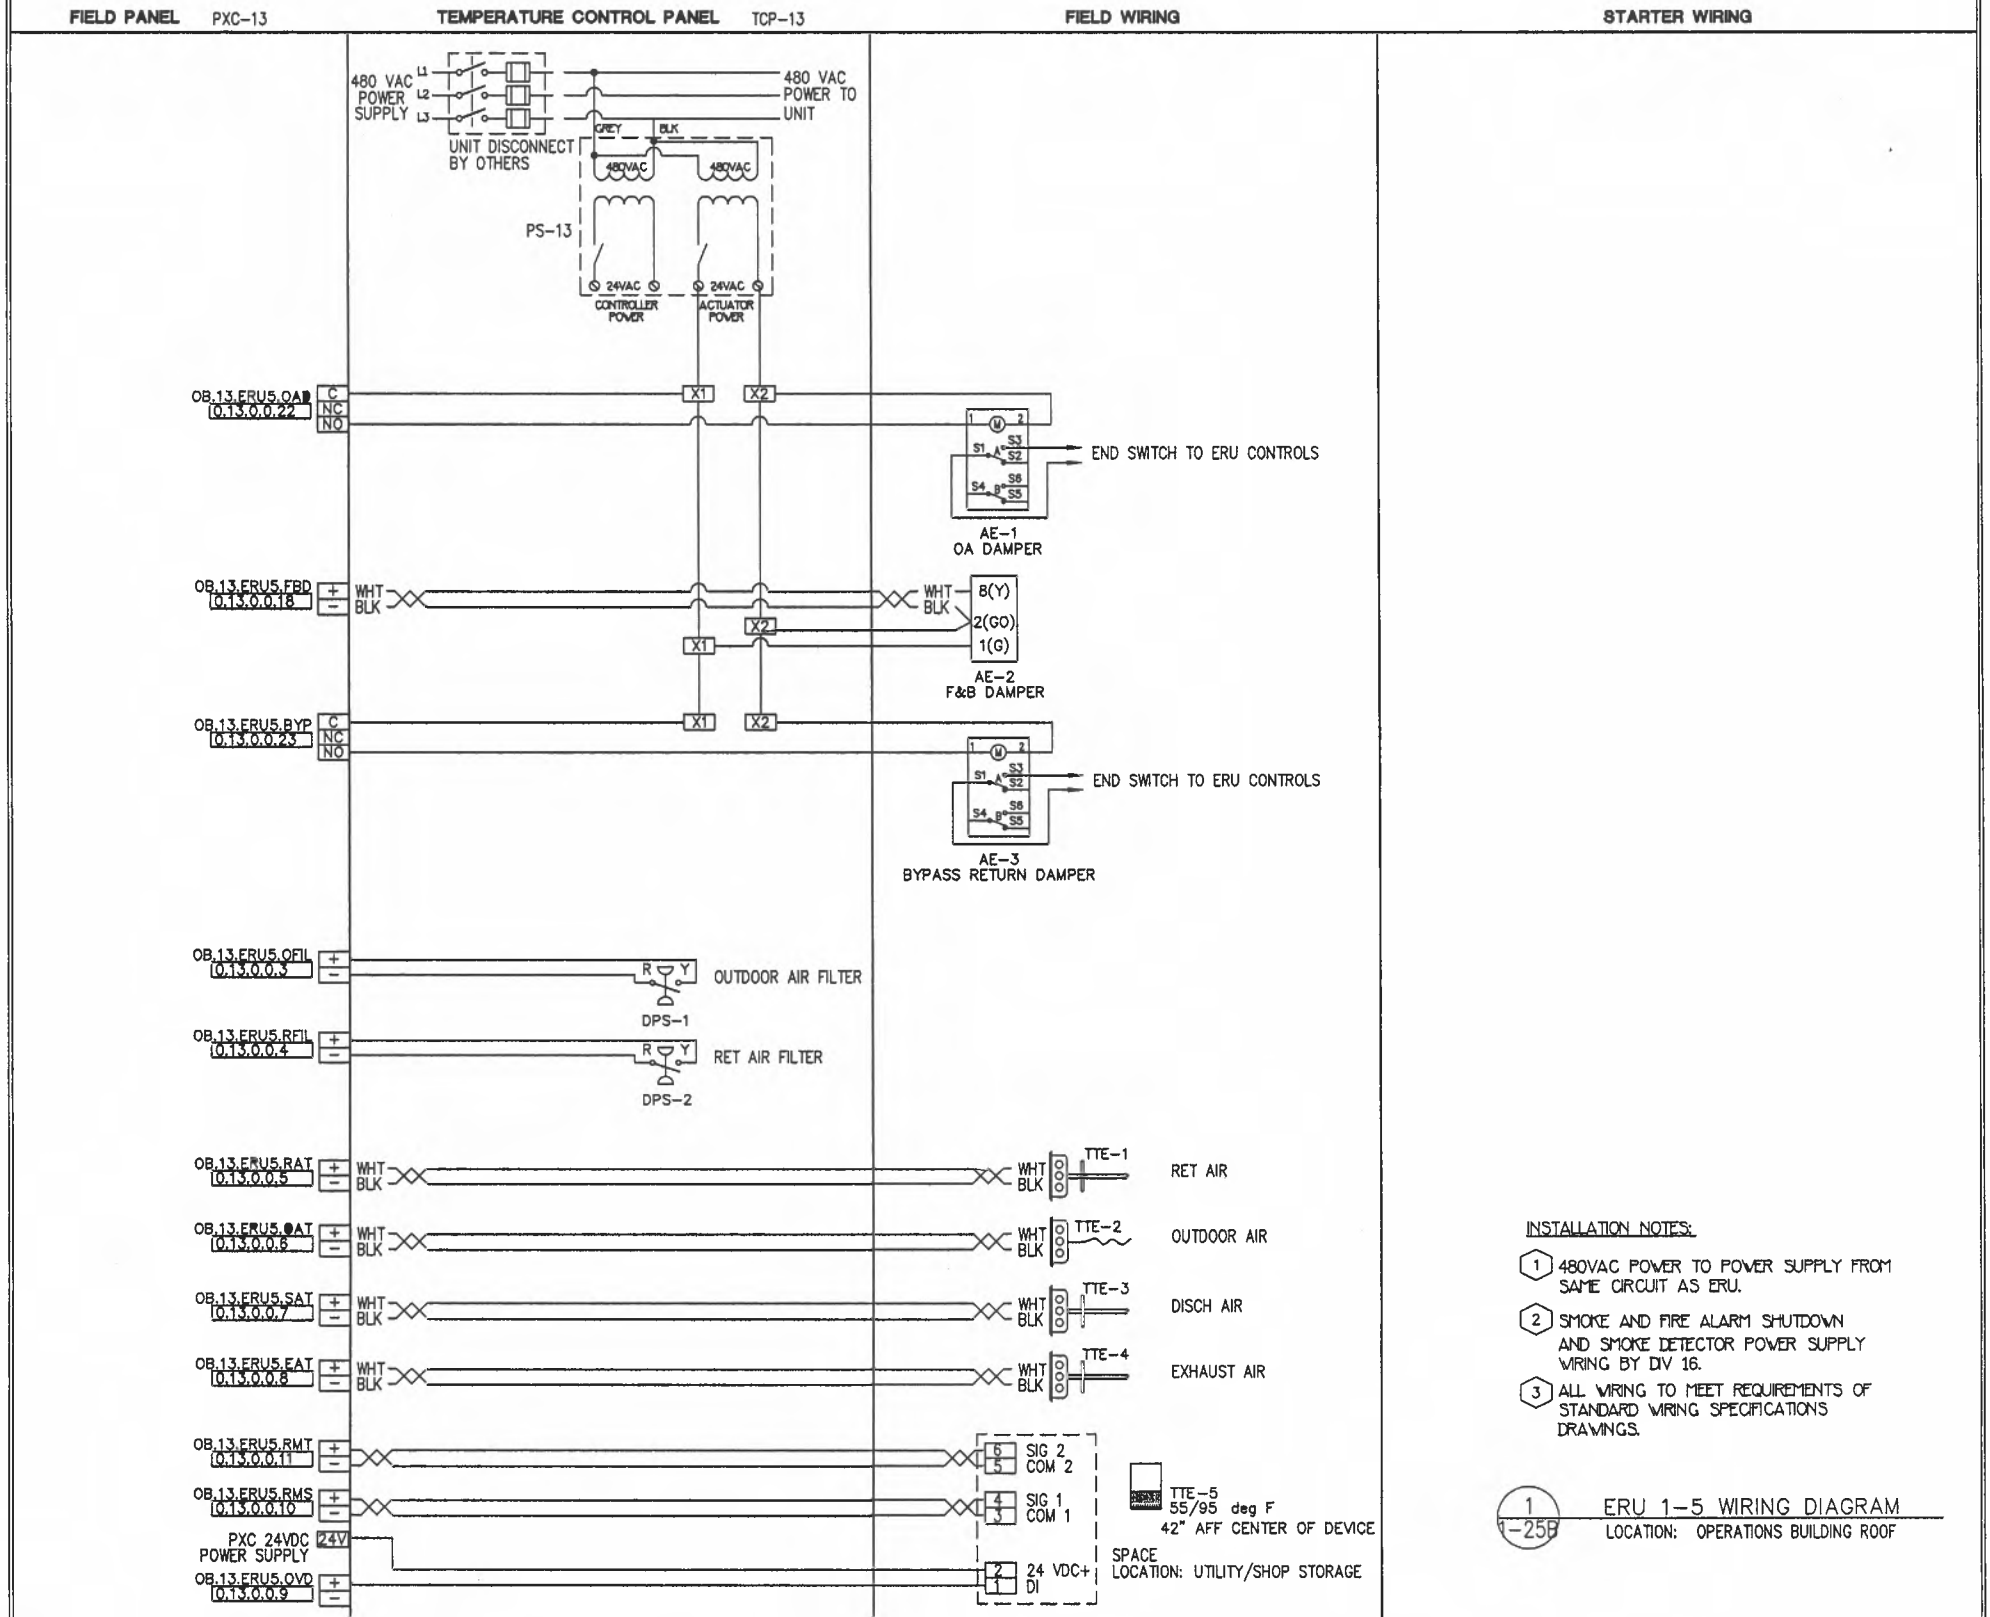 FIELD PANEL PXC-13
TEMPERATURE CONTROL PANEL TCP-13
FIELD WIRING
STARTER WIRING
480 VAC
POWER
SUPPLY
L1
L2
L3
UNIT DISCONNECT
BY OTHERS
480 VAC
POWER TO
UNIT
GREY
BLK
480VAC
480VAC
PS-13
24VAC
24VAC
CONTROLLER
POWER
ACTUATOR
POWER
OB.13.ERU5.OAD
0.13.0.0.22
C
NC
NO
X1
X2
1
M
2
S1
A
S3
S2
S4
B
S6
S5
END SWITCH TO ERU CONTROLS
AE-1
OA DAMPER
OB.13.ERU5.FBD
0.13.0.0.18
+
-
WHT
BLK
WHT
BLK
8(Y)
2(GO)
1(G)
X2
X1
AE-2
F&B DAMPER
OB.13.ERU5.BYP
0.13.0.0.23
C
NC
NO
X1
X2
1
M
2
S1
A
S3
S2
S4
B
S6
S5
END SWITCH TO ERU CONTROLS
AE-3
BYPASS RETURN DAMPER
OB.13.ERU5.OFIL
0.13.0.0.3
+
-
R
Y
OUTDOOR AIR FILTER
DPS-1
OB.13.ERU5.RFIL
0.13.0.0.4
+
-
R
Y
RET AIR FILTER
DPS-2
OB.13.ERU5.RAT
0.13.0.0.5
+
-
WHT
BLK
WHT
BLK
TTE-1
RET AIR
OB.13.ERU5.OAT
0.13.0.0.6
+
-
WHT
BLK
WHT
BLK
TTE-2
OUTDOOR AIR
OB.13.ERU5.SAT
0.13.0.0.7
+
-
WHT
BLK
WHT
BLK
TTE-3
DISCH AIR
OB.13.ERU5.EAT
0.13.0.0.8
+
-
WHT
BLK
WHT
BLK
TTE-4
EXHAUST AIR
OB.13.ERU5.RMT
0.13.0.0.11
+
-
6 SIG 2
5 COM 2
OB.13.ERU5.RMS
0.13.0.0.10
+
-
4 SIG 1
3 COM 1
TTE-5
55/95 deg F
42" AFF CENTER OF DEVICE
PXC 24VDC
POWER SUPPLY
24V
2 24 VDC+
1 DI
SPACE
LOCATION: UTILITY/SHOP STORAGE
OB.13.ERU5.OVD
0.13.0.0.9
+
-
INSTALLATION NOTES:
1 480VAC POWER TO POWER SUPPLY FROM
SAME CIRCUIT AS ERU.
2 SMOKE AND FIRE ALARM SHUTDOWN
AND SMOKE DETECTOR POWER SUPPLY
WIRING BY DIV 16.
3 ALL WIRING TO MEET REQUIREMENTS OF
STANDARD WIRING SPECIFICATIONS
DRAWINGS.
1
1-25B
ERU 1-5 WIRING DIAGRAM
LOCATION: OPERATIONS BUILDING ROOF